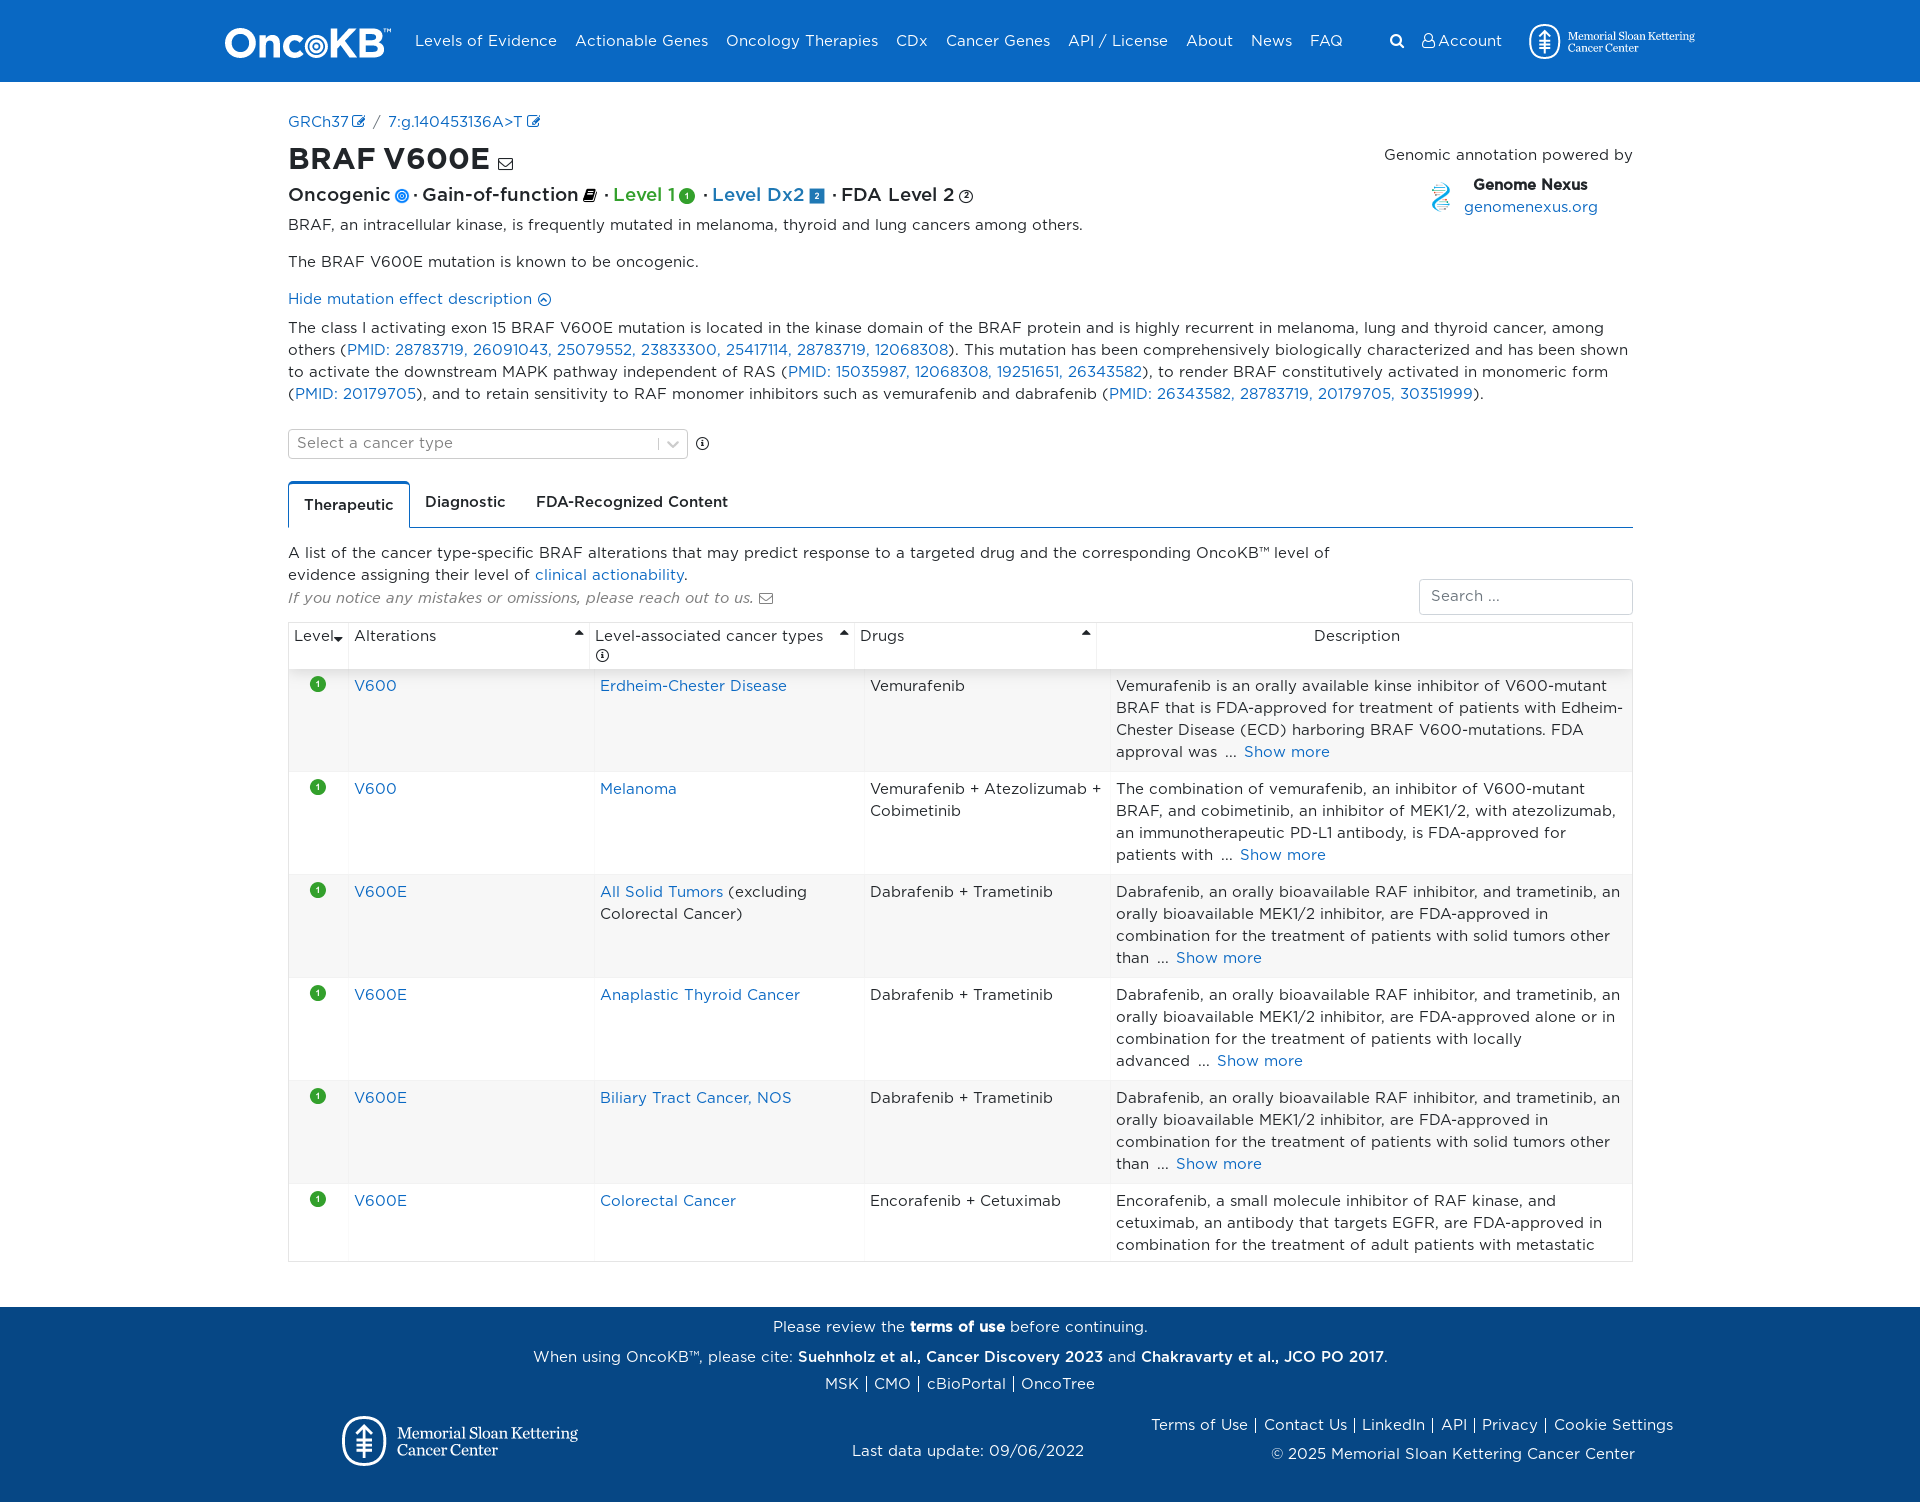 OncoKB™ Levels of Evidence Actionable Genes Oncology Therapies CDx Cancer Genes API / License About News FAQ Account Memorial Sloan Kettering
Cancer Center
GRCh37 / 7:g.140453136A>T
BRAF V600E
Genomic annotation powered by
Genome Nexus
genomenexus.org
Oncogenic · Gain-of-function · Level 1 1 · Level Dx2 2 · FDA Level 2 2
BRAF, an intracellular kinase, is frequently mutated in melanoma, thyroid and lung cancers among others.
The BRAF V600E mutation is known to be oncogenic.
Hide mutation effect description
The class I activating exon 15 BRAF V600E mutation is located in the kinase domain of the BRAF protein and is highly recurrent in melanoma, lung and thyroid cancer, among
others (PMID: 28783719, 26091043, 25079552, 23833300, 25417114, 28783719, 12068308). This mutation has been comprehensively biologically characterized and has been shown
to activate the downstream MAPK pathway independent of RAS (PMID: 15035987, 12068308, 19251651, 26343582), to render BRAF constitutively activated in monomeric form
(PMID: 20179705), and to retain sensitivity to RAF monomer inhibitors such as vemurafenib and dabrafenib (PMID: 26343582, 28783719, 20179705, 30351999).
Select a cancer type
Therapeutic Diagnostic FDA-Recognized Content
A list of the cancer type-specific BRAF alterations that may predict response to a targeted drug and the corresponding OncoKB™ level of
evidence assigning their level of clinical actionability.
If you notice any mistakes or omissions, please reach out to us.
Search ...
Level Alterations Level-associated cancer types Drugs Description
1 V600 Erdheim-Chester Disease Vemurafenib Vemurafenib is an orally available kinse inhibitor of V600-mutant
BRAF that is FDA-approved for treatment of patients with Edheim-
Chester Disease (ECD) harboring BRAF V600-mutations. FDA
approval was ... Show more
1 V600 Melanoma Vemurafenib + Atezolizumab + The combination of vemurafenib, an inhibitor of V600-mutant
Cobimetinib BRAF, and cobimetinib, an inhibitor of MEK1/2, with atezolizumab,
an immunotherapeutic PD-L1 antibody, is FDA-approved for
patients with ... Show more
1 V600E All Solid Tumors (excluding Dabrafenib + Trametinib Dabrafenib, an orally bioavailable RAF inhibitor, and trametinib, an
Colorectal Cancer) orally bioavailable MEK1/2 inhibitor, are FDA-approved in
combination for the treatment of patients with solid tumors other
than ... Show more
1 V600E Anaplastic Thyroid Cancer Dabrafenib + Trametinib Dabrafenib, an orally bioavailable RAF inhibitor, and trametinib, an
orally bioavailable MEK1/2 inhibitor, are FDA-approved alone or in
combination for the treatment of patients with locally
advanced ... Show more
1 V600E Biliary Tract Cancer, NOS Dabrafenib + Trametinib Dabrafenib, an orally bioavailable RAF inhibitor, and trametinib, an
orally bioavailable MEK1/2 inhibitor, are FDA-approved in
combination for the treatment of patients with solid tumors other
than ... Show more
1 V600E Colorectal Cancer Encorafenib + Cetuximab Encorafenib, a small molecule inhibitor of RAF kinase, and
cetuximab, an antibody that targets EGFR, are FDA-approved in
combination for the treatment of adult patients with metastatic
Please review the terms of use before continuing.
When using OncoKB™, please cite: Suehnholz et al., Cancer Discovery 2023 and Chakravarty et al., JCO PO 2017.
MSK | CMO | cBioPortal | OncoTree
Memorial Sloan Kettering
Cancer Center
Last data update: 09/06/2022
Terms of Use | Contact Us | LinkedIn | API | Privacy | Cookie Settings
© 2025 Memorial Sloan Kettering Cancer Center